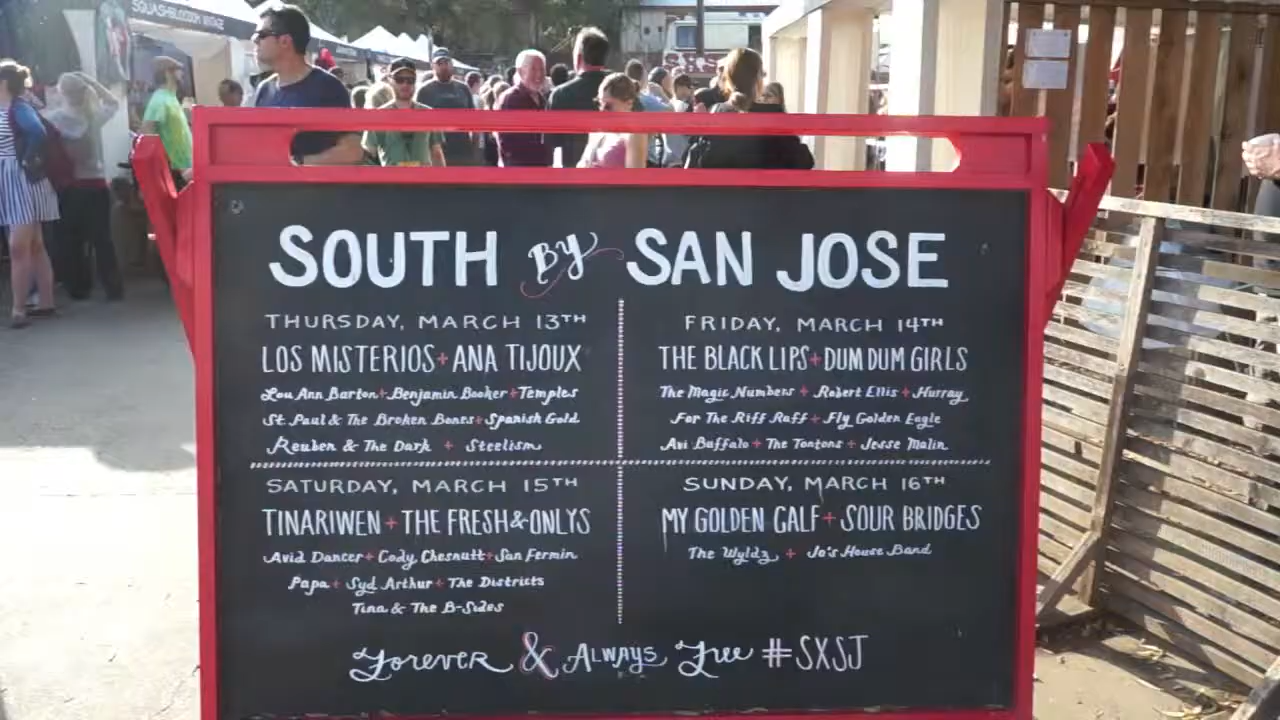 SQUASHBLOSSOM VINTAGE
SOUTH By SAN JOSE
THURSDAY, MARCH 13TH
LOS MISTERIOS + ANA TIJOUX
Lou Ann Barton + Benjamin Booker + Temples
St. Paul & The Broken Bones + Spanish Gold
Reuben & The Dark + Steelism
FRIDAY, MARCH 14TH
THE BLACK LIPS + DUM DUM GIRLS
The Magic Numbers + Robert Ellis + Hurray
For The Riff Raff + Fly Golden Eagle
Avi Buffalo + The Tontons + Jesse Malin
SATURDAY, MARCH 15TH
TINARIWEN + THE FRESH & ONLYS
Avid Dancer + Cody Chesnutt + San Fermin
Papa + Syd Arthur + The Districts
Tina & The B-Sides
SUNDAY, MARCH 16TH
MY GOLDEN CALF + SOUR BRIDGES
The Wyldz + Jo's House Band
Forever & Always Free #SXSJ